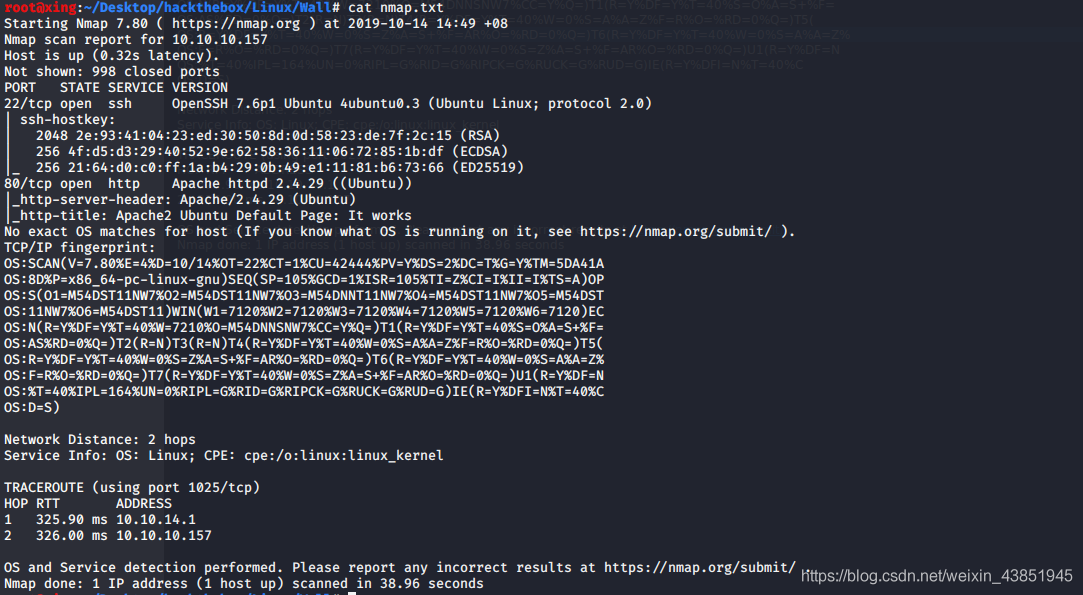 root@xing:~/Desktop/hackthebox/Linux/Wall# cat nmap.txt
Starting Nmap 7.80 ( https://nmap.org ) at 2019-10-14 14:49 +08
Nmap scan report for 10.10.10.157
Host is up (0.32s latency).
Not shown: 998 closed ports
PORT   STATE SERVICE VERSION
22/tcp open  ssh     OpenSSH 7.6p1 Ubuntu 4ubuntu0.3 (Ubuntu Linux; protocol 2.0)
| ssh-hostkey:
|   2048 2e:93:41:04:23:ed:30:50:8d:0d:58:23:de:7f:2c:15 (RSA)
|   256 4f:d5:d3:29:40:52:9e:62:58:36:11:06:72:85:1b:df (ECDSA)
|_  256 21:64:d0:c0:ff:1a:b4:29:0b:49:e1:11:81:b6:73:66 (ED25519)
80/tcp open  http    Apache httpd 2.4.29 ((Ubuntu))
|_http-server-header: Apache/2.4.29 (Ubuntu)
|_http-title: Apache2 Ubuntu Default Page: It works
No exact OS matches for host (If you know what OS is running on it, see https://nmap.org/submit/ ).
TCP/IP fingerprint:
OS:SCAN(V=7.80%E=4%D=10/14%OT=22%CT=1%CU=42444%PV=Y%DS=2%DC=T%G=Y%TM=5DA41A
OS:8D%P=x86_64-pc-linux-gnu)SEQ(SP=105%GCD=1%ISR=105%TI=Z%CI=I%II=I%TS=A)OP
OS:S(O1=M54DST11NW7%O2=M54DST11NW7%O3=M54DNNT11NW7%O4=M54DST11NW7%O5=M54DST
OS:11NW7%O6=M54DST11)WIN(W1=7120%W2=7120%W3=7120%W4=7120%W5=7120%W6=7120)EC
OS:N(R=Y%DF=Y%T=40%W=7210%O=M54DNNSNW7%CC=Y%Q=)T1(R=Y%DF=Y%T=40%S=O%A=S+%F=
OS:AS%RD=0%Q=)T2(R=N)T3(R=N)T4(R=Y%DF=Y%T=40%W=0%S=A%A=Z%F=R%O=%RD=0%Q=)T5(
OS:R=Y%DF=Y%T=40%W=0%S=Z%A=S+%F=AR%O=%RD=0%Q=)T6(R=Y%DF=Y%T=40%W=0%S=A%A=Z%
OS:F=R%O=%RD=0%Q=)T7(R=Y%DF=Y%T=40%W=0%S=Z%A=S+%F=AR%O=%RD=0%Q=)U1(R=Y%DF=N
OS:%T=40%IPL=164%UN=0%RIPL=G%RID=G%RIPCK=G%RUCK=G%RUD=G)IE(R=Y%DFI=N%T=40%C
OS:D=S)
Network Distance: 2 hops
Service Info: OS: Linux; CPE: cpe:/o:linux:linux_kernel
TRACEROUTE (using port 1025/tcp)
HOP RTT       ADDRESS
1   325.90 ms 10.10.14.1
2   326.00 ms 10.10.10.157
OS and Service detection performed. Please report any incorrect results at https://nmap.org/submit/ .
Nmap done: 1 IP address (1 host up) scanned in 38.96 seconds
https://blog.csdn.net/weixin_43851945